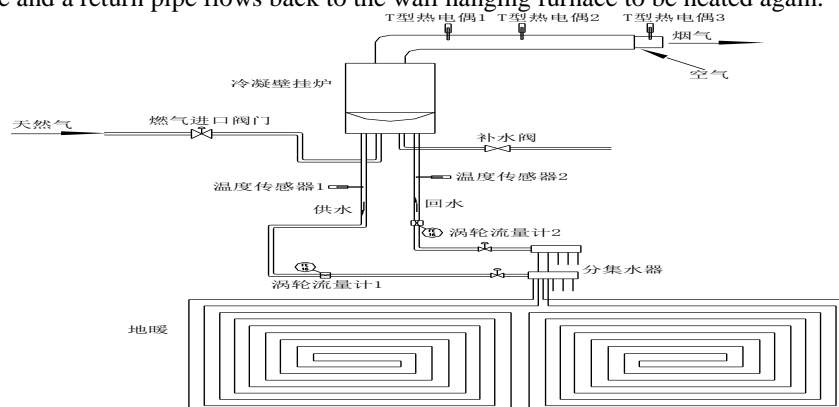 e and a return pipe flows back to the wall hanging furnace to be heated again.
T型热电偶1 T型热电偶2 T型热电偶3
烟气
空气
冷凝壁挂炉
天然气
燃气进口阀门
补水阀
温度传感器1
温度传感器2
供水
回水
涡轮流量计2
分集水器
涡轮流量计1
地暖